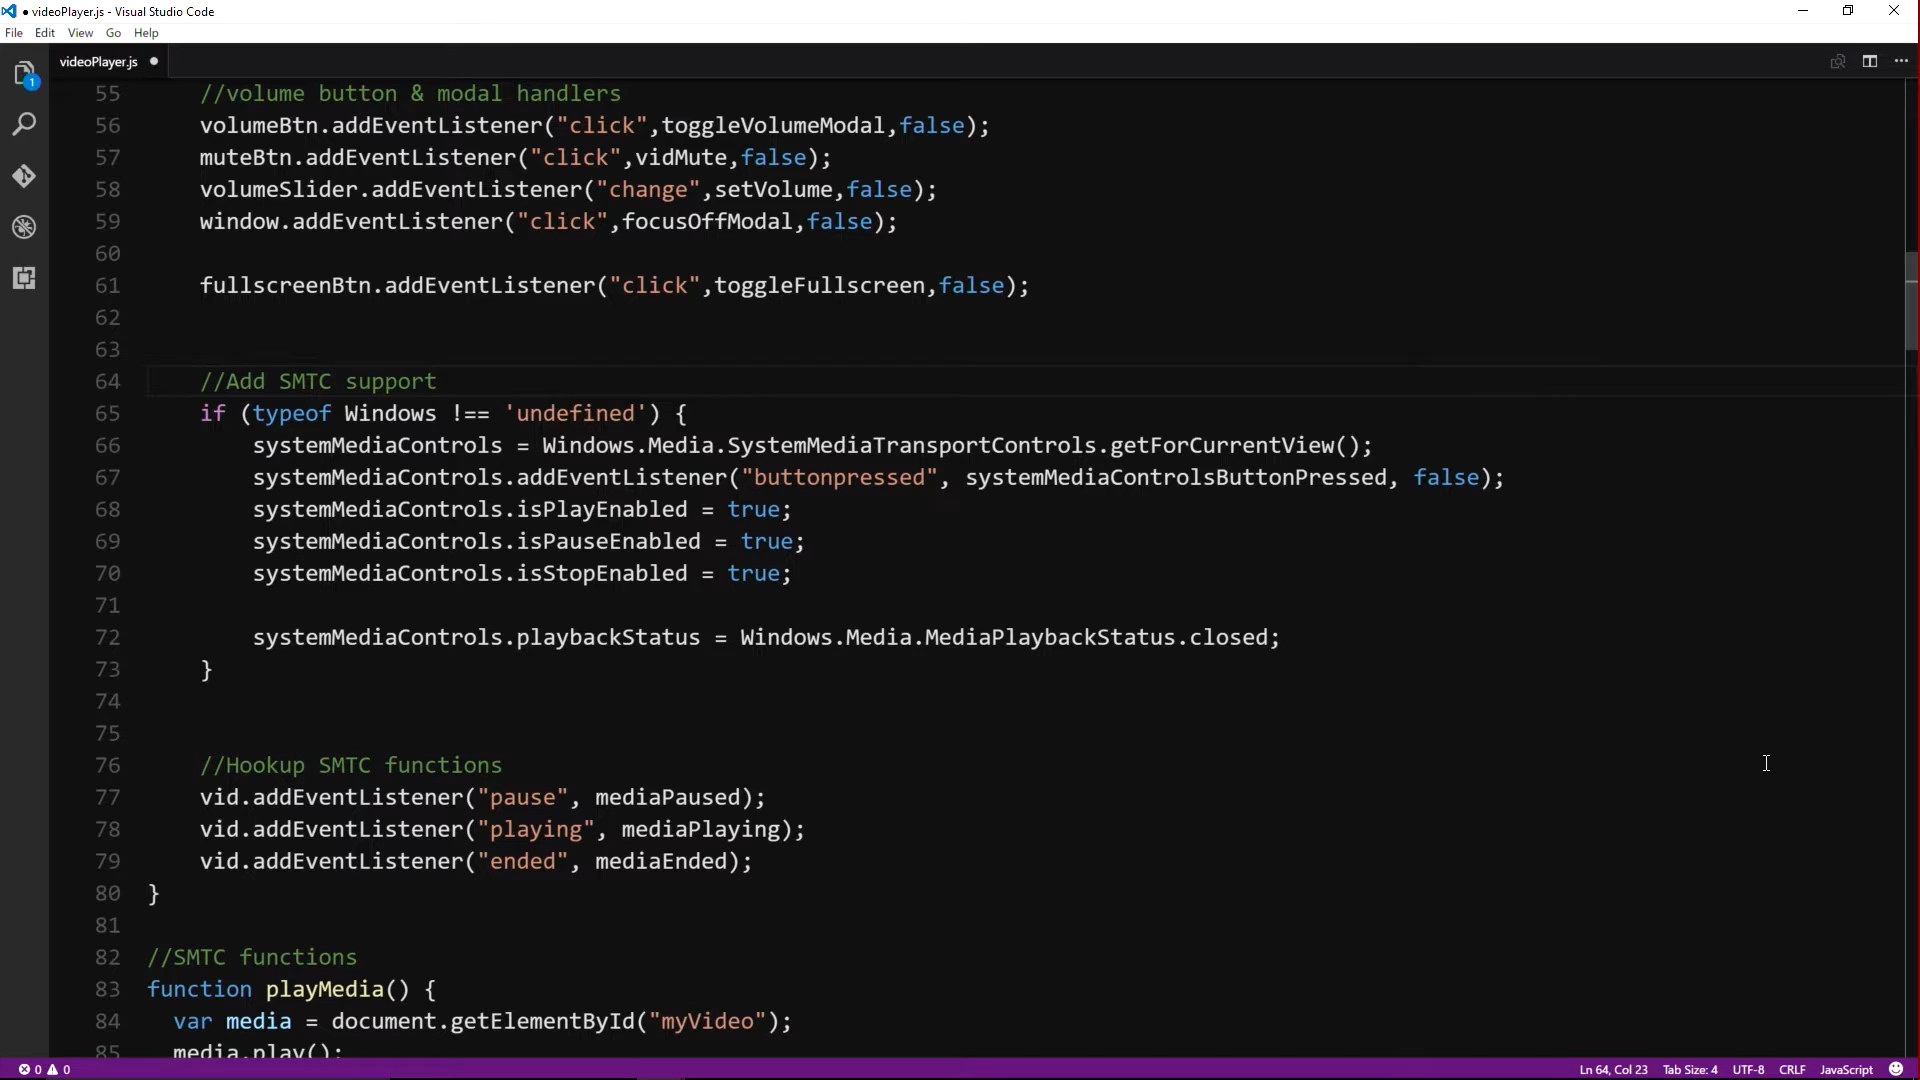 ● videoPlayer.js - Visual Studio Code
File Edit View Go Help
1
videoPlayer.js ●
55 //volume button & modal handlers
56 volumeBtn.addEventListener("click",toggleVolumeModal,false);
57 muteBtn.addEventListener("click",vidMute,false);
58 volumeSlider.addEventListener("change",setVolume,false);
59 window.addEventListener("click",focusOffModal,false);
60
61 fullscreenBtn.addEventListener("click",toggleFullscreen,false);
62
63
64 //Add SMTC support
65 if (typeof Windows !== 'undefined') {
66 systemMediaControls = Windows.Media.SystemMediaTransportControls.getForCurrentView();
67 systemMediaControls.addEventListener("buttonpressed", systemMediaControlsButtonPressed, false);
68 systemMediaControls.isPlayEnabled = true;
69 systemMediaControls.isPauseEnabled = true;
70 systemMediaControls.isStopEnabled = true;
71
72 systemMediaControls.playbackStatus = Windows.Media.MediaPlaybackStatus.closed;
73 }
74
75
76 //Hookup SMTC functions
77 vid.addEventListener("pause", mediaPaused);
78 vid.addEventListener("playing", mediaPlaying);
79 vid.addEventListener("ended", mediaEnded);
80 }
81
82 //SMTC functions
83 function playMedia() {
84 var media = document.getElementById("myVideo");
85 media.play();
0 0 Ln 64, Col 23 Tab Size: 4 UTF-8 CRLF JavaScript